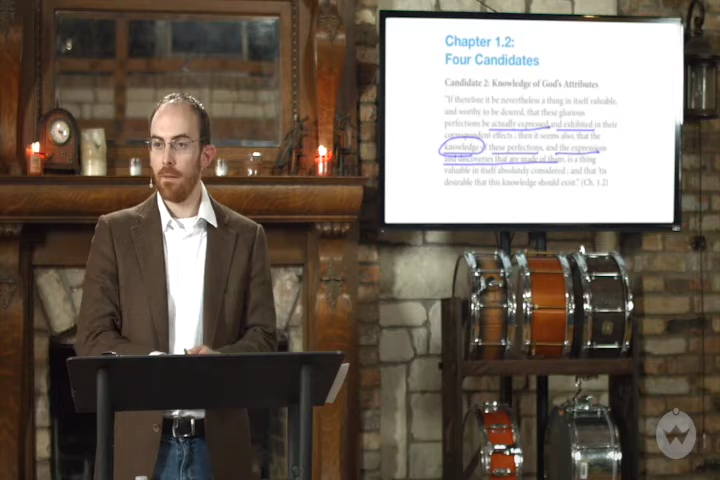 Chapter 1.2:
Four Candidates
Candidate 2. Knowledge of God's Attributes
"If therefore it be nevertheless a thing in itself valuable,
and worthy to be desired, that these glorious
perfections be actually expressed and exhibited in their
correspondent effects : then it seems also, that the
knowledge of these perfections, and the expressions
and discoveries that are made of them, is a thing
valuable in itself absolutely considered : and that 'tis
desirable that this knowledge should exist." (Ch. 1.2)
W